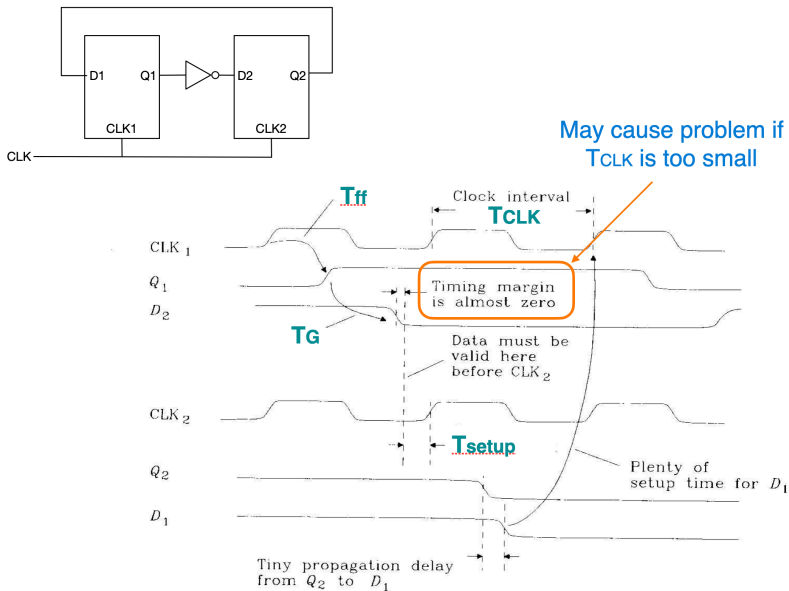 D1
Q1
D2
Q2
CLK1
CLK2
CLK
May cause problem if
TCLK is too small
Tff
Clock interval
TCLK
CLK1
Q1
Timing margin
is almost zero
D2
TG
Data must be
valid here
before CLK2
CLK2
Tsetup
Q2
Plenty of
setup time for D1
D1
Tiny propagation delay
from Q2 to D1